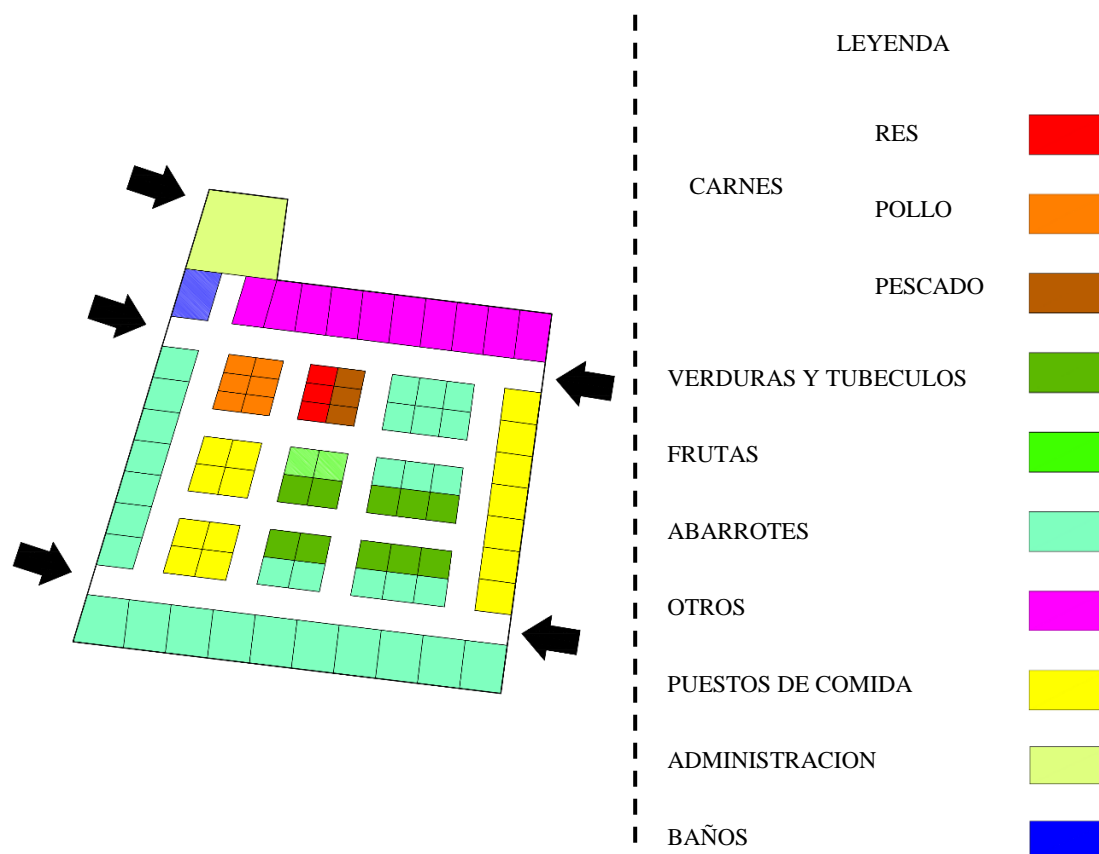 LEYENDA
RES
CARNES
POLLO
PESCADO
VERDURAS Y TUBECULOS
FRUTAS
ABARROTES
OTROS
PUESTOS DE COMIDA
ADMINISTRACION
BAÑOS